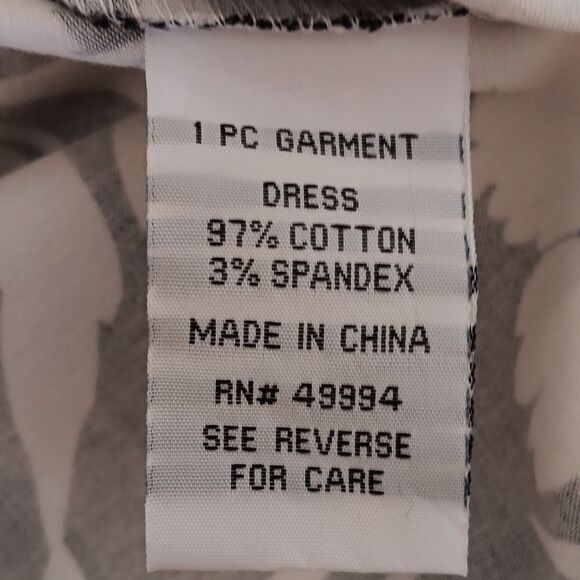 1 PC GARMENT
DRESS
97% COTTON
3% SPANDEX
MADE IN CHINA
RN# 49994
SEE REVERSE
FOR CARE